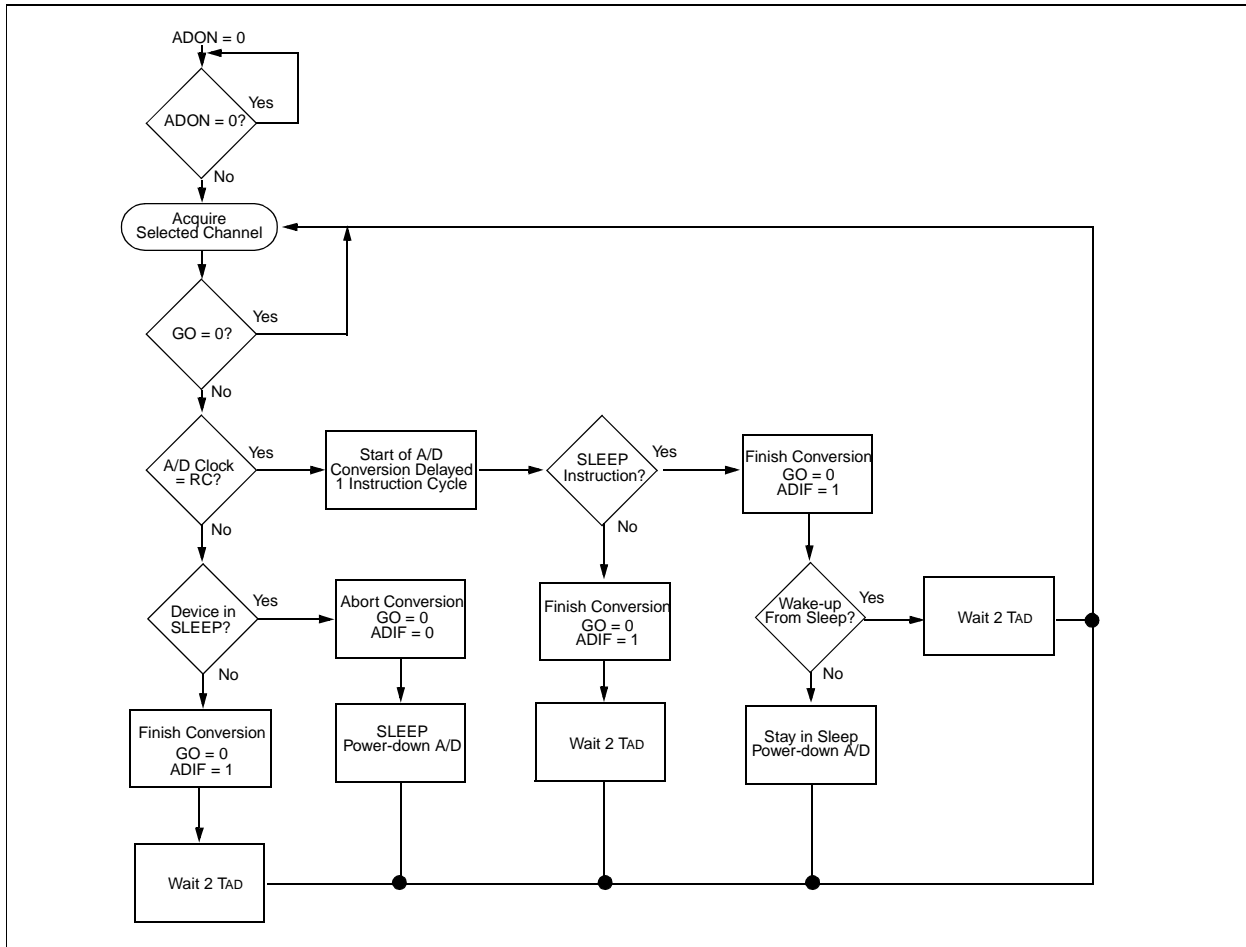 ADON = 0
ADON = 0?
Yes
No
Acquire
Selected Channel
GO = 0?
Yes
No
A/D Clock
= RC?
Yes
No
Start of A/D
Conversion Delayed
1 Instruction Cycle
SLEEP
Instruction?
Yes
No
Finish Conversion
GO = 0
ADIF = 1
Device in
SLEEP?
Yes
No
Abort Conversion
GO = 0
ADIF = 0
Finish Conversion
GO = 0
ADIF = 1
Wake-up
From Sleep?
Yes
No
Wait 2 TAD
Finish Conversion
GO = 0
ADIF = 1
SLEEP
Power-down A/D
Wait 2 TAD
Stay in Sleep
Power-down A/D
Wait 2 TAD